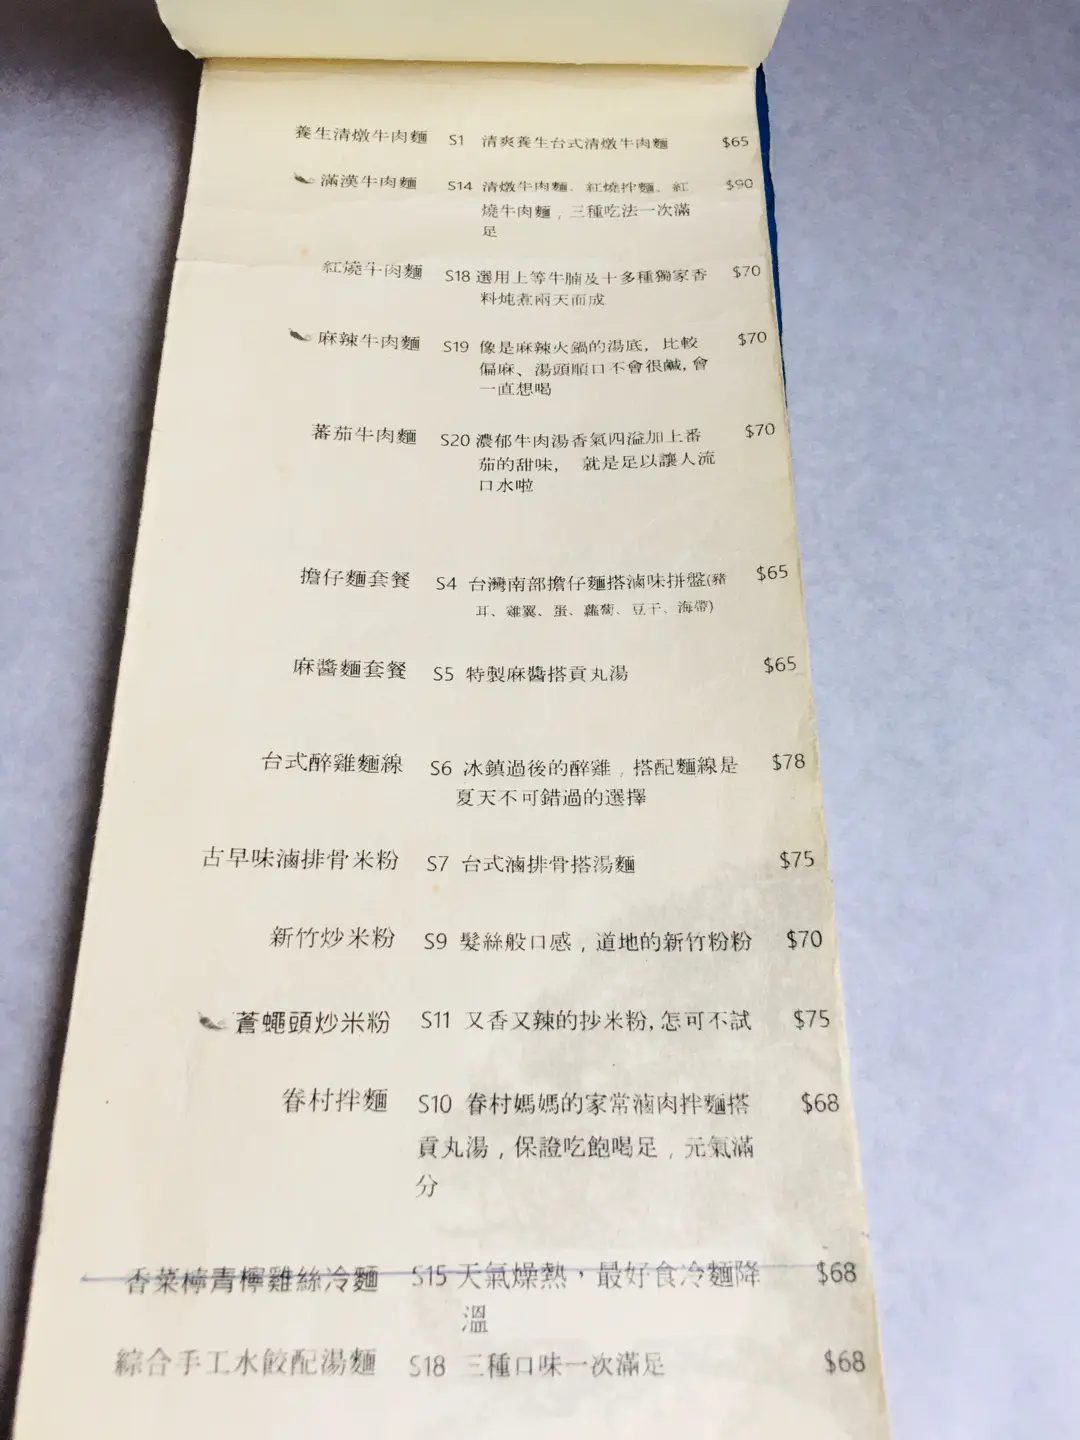 養生清燉牛肉麵 S1 清爽養生台式清燉牛肉麵 $65
滿漢牛肉麵 S14 清燉牛肉麵、紅燒拌麵、紅 $90
燒牛肉麵，三種吃法一次滿
足
紅燒牛肉麵 S18 選用上等牛腩及十多種獨家香 $70
料炖煮兩天而成
麻辣牛肉麵 S19 像是麻辣火鍋的湯底，比較 $70
偏麻、湯頭順口不會很鹹,會
一直想喝
蕃茄牛肉麵 S20 濃郁牛肉湯香氣四溢加上番 $70
茄的甜味， 就是足以讓人流
口水啦
擔仔麵套餐 S4 台灣南部擔仔麵搭滷味拼盤(豬 $65
耳、雞翼、蛋、蘿蔔、豆干、海帶)
麻醬麵套餐 S5 特製麻醬搭貢丸湯 $65
台式醉雞麵線 S6 冰鎮過後的醉雞，搭配麵線是 $78
夏天不可錯過的選擇
古早味滷排骨米粉 S7 台式滷排骨搭湯麵 $75
新竹炒米粉 S9 髮絲般口感，道地的新竹粉粉 $70
蒼蠅頭炒米粉 S11 又香又辣的抄米粉,怎可不試 $75
眷村拌麵 S10 眷村媽媽的家常滷肉拌麵搭 $68
貢丸湯，保證吃飽喝足，元氣滿
分
香菜檸青檸雞絲冷麵 S15 天氣燥熱，最好食冷麵降 $68
溫
綜合手工水餃配湯麵 S18 三種口味一次滿足 $68